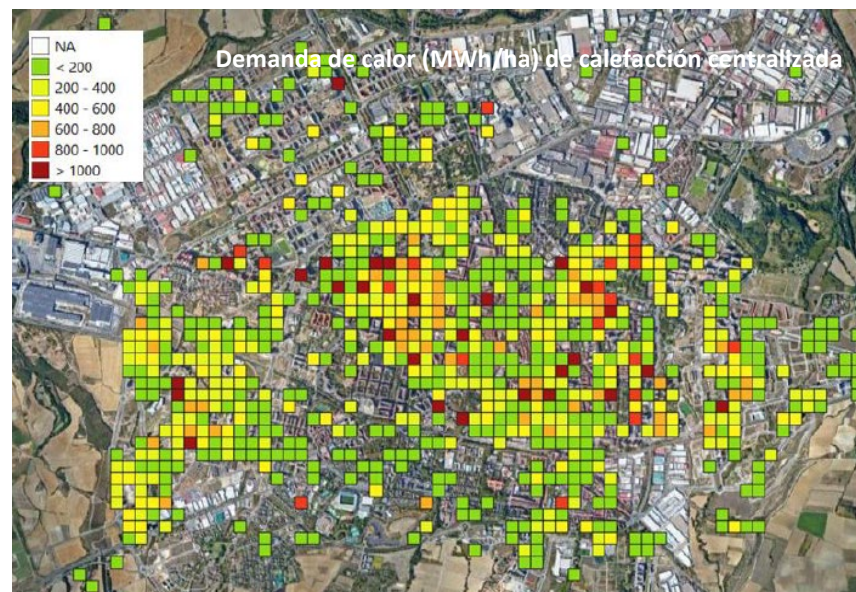 Demanda de calor (MWh/ha) de calefacción centralizada
NA
< 200
200 - 400
400 - 600
600 - 800
800 - 1000
> 1000